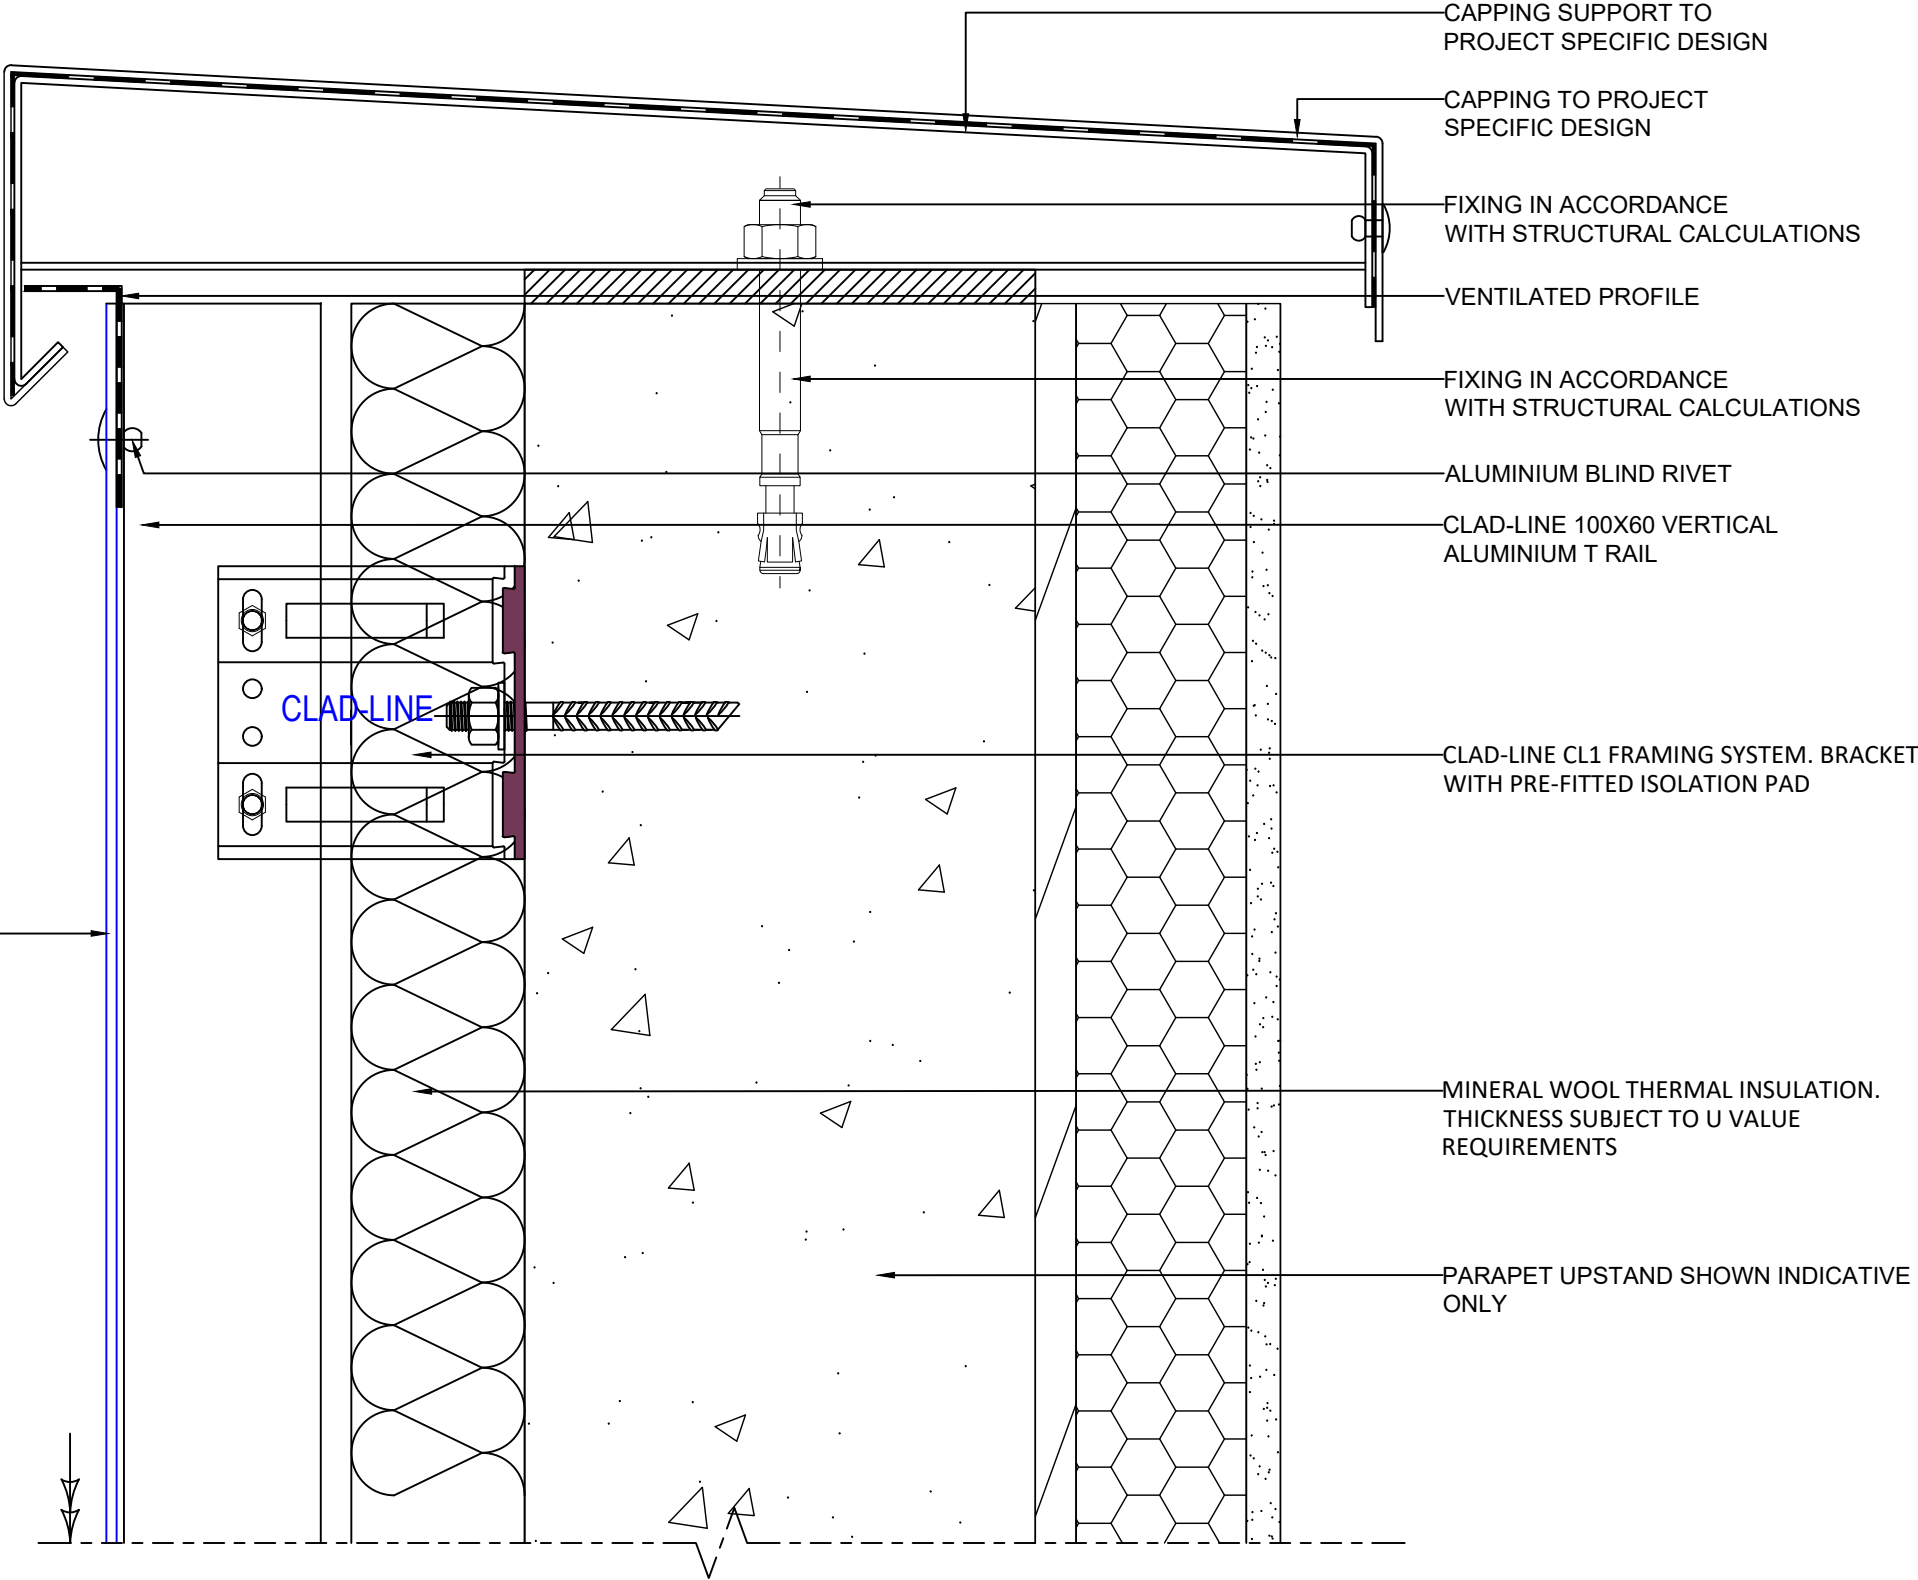 CAPPING SUPPORT TO
PROJECT SPECIFIC DESIGN
CAPPING TO PROJECT
SPECIFIC DESIGN
FIXING IN ACCORDANCE
WITH STRUCTURAL CALCULATIONS
VENTILATED PROFILE
FIXING IN ACCORDANCE
WITH STRUCTURAL CALCULATIONS
ALUMINIUM BLIND RIVET
CLAD-LINE 100X60 VERTICAL
ALUMINIUM T RAIL
CLAD-LINE
CLAD-LINE CL1 FRAMING SYSTEM. BRACKET
WITH PRE-FITTED ISOLATION PAD
MINERAL WOOL THERMAL INSULATION.
THICKNESS SUBJECT TO U VALUE
REQUIREMENTS
PARAPET UPSTAND SHOWN INDICATIVE
ONLY